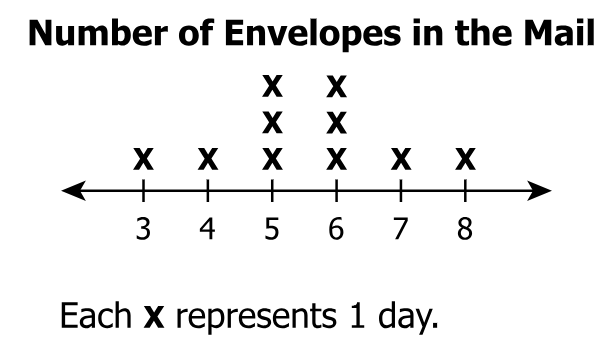 Number of Envelopes in the Mail
X X
X X
X X X X X X
3 4 5 6 7 8
Each X represents 1 day.